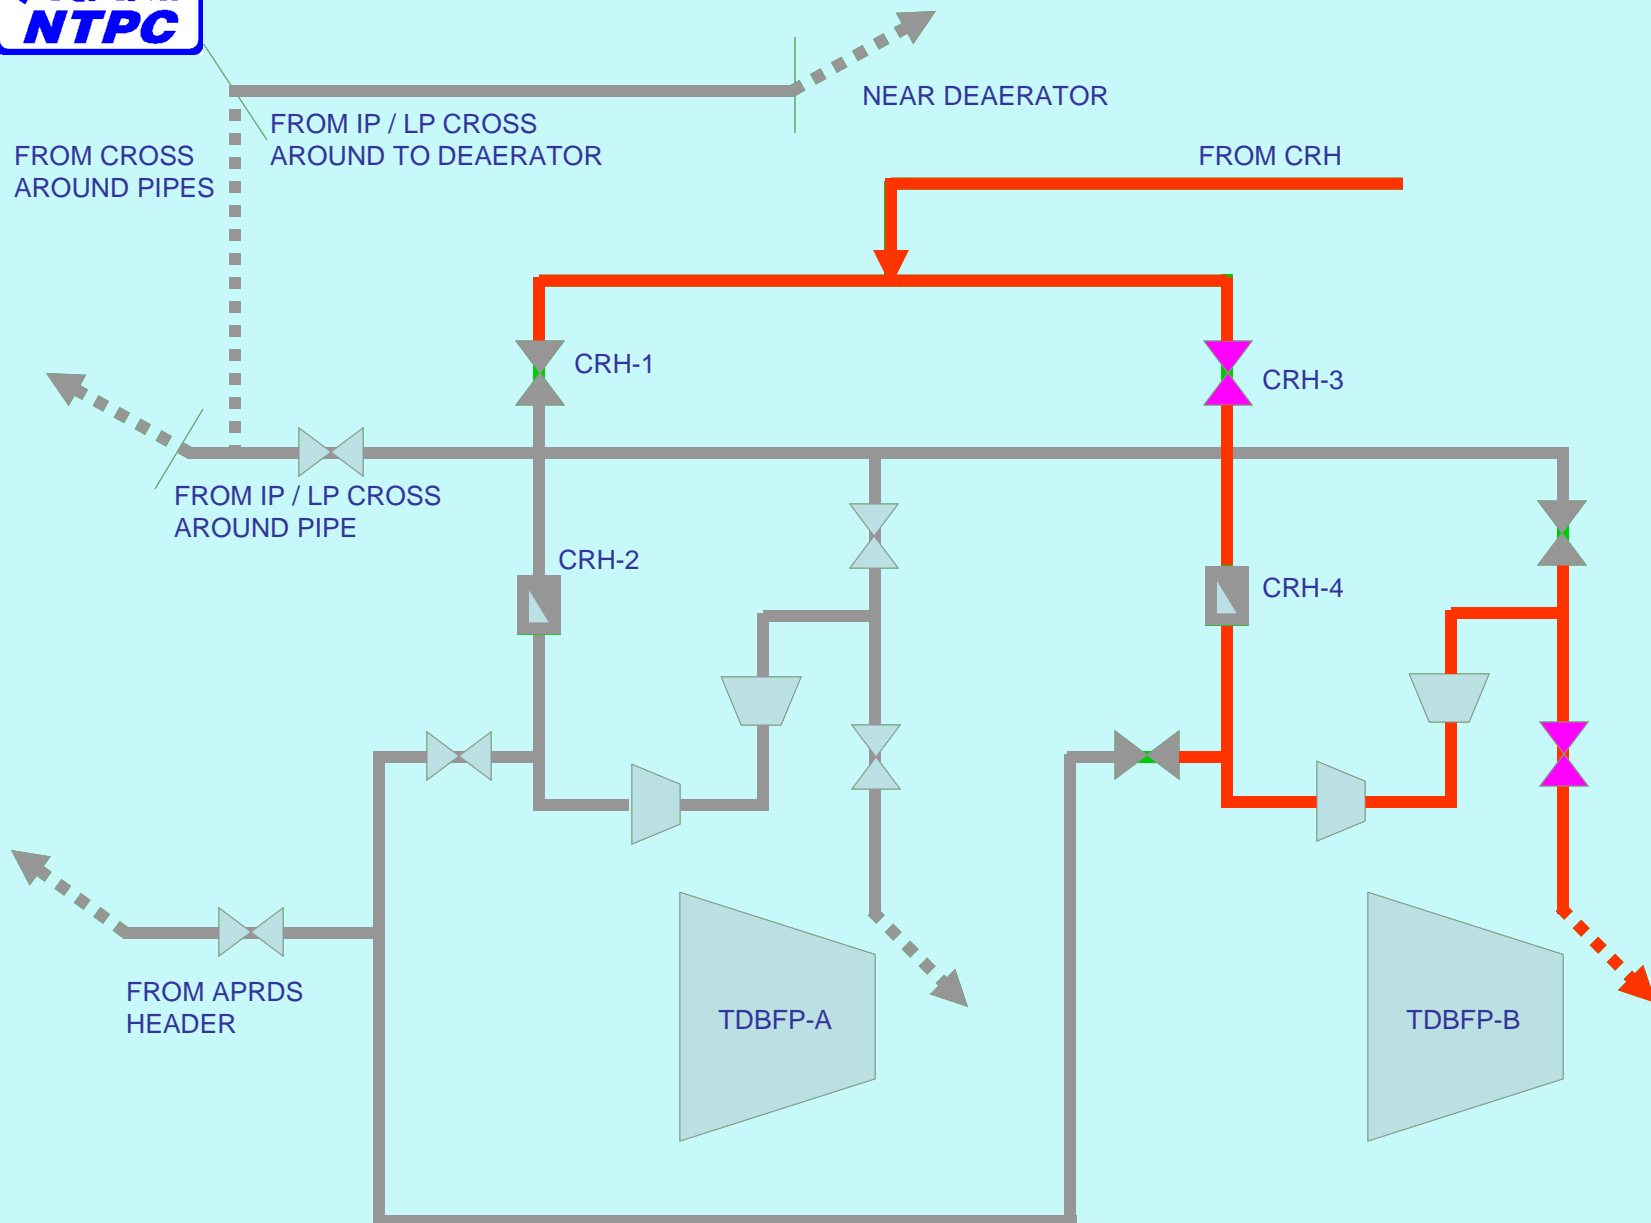 NTPC
NEAR DEAERATOR
FROM IP / LP CROSS
AROUND TO DEAERATOR
FROM CROSS
AROUND PIPES
FROM CRH
CRH-1
CRH-3
FROM IP / LP CROSS
AROUND PIPE
CRH-2
CRH-4
FROM APRDS
HEADER
TDBFP-A
TDBFP-B